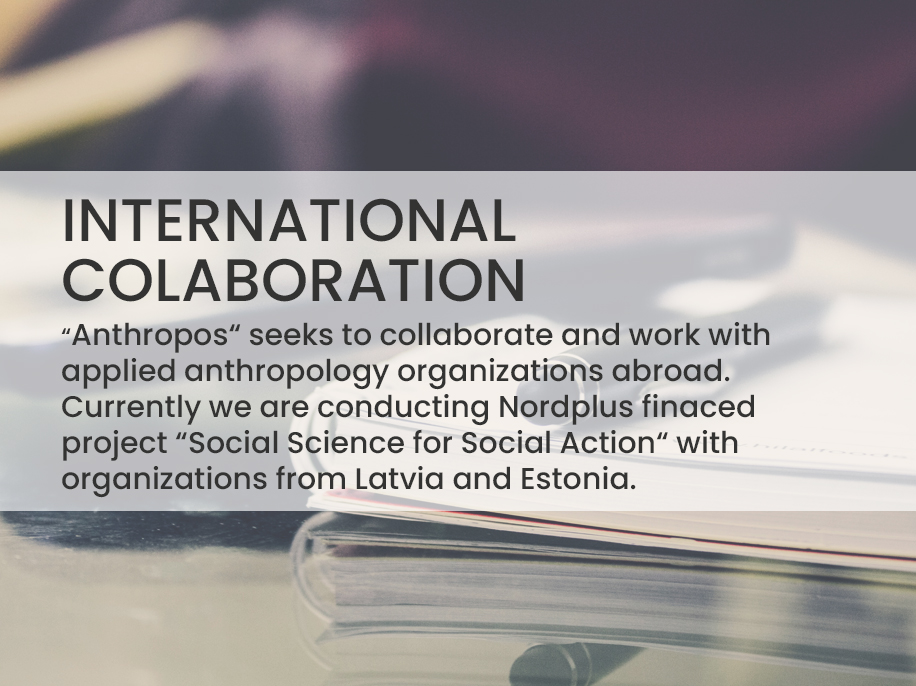 INTERNATIONAL
COLABORATION
“Anthropos“ seeks to collaborate and work with
applied anthropology organizations abroad.
Currently we are conducting Nordplus finaced
project “Social Science for Social Action“ with
organizations from Latvia and Estonia.